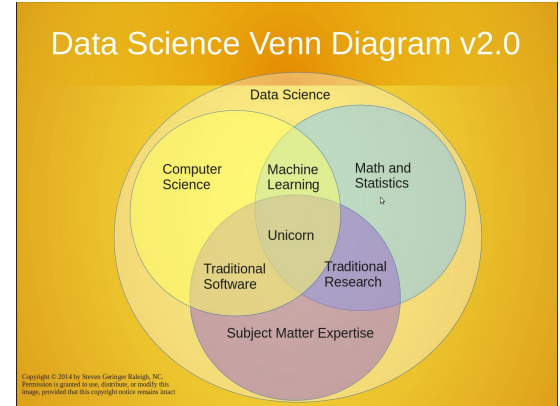 Data Science Venn Diagram v2.0
Data Science
Computer
Science
Machine
Learning
Math and
Statistics
Unicorn
Traditional
Software
Traditional
Research
Subject Matter Expertise
Copyright © 2014 by Steven Geringer Raleigh, NC.
Permission is granted to use, distribute, or modify this
image, provided that this copyright notice remains intact